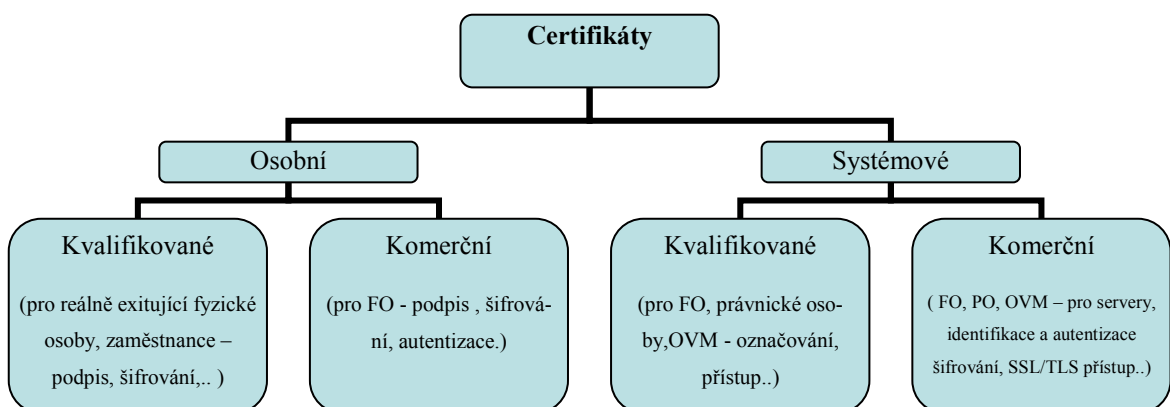 Certifikáty
Osobní
Systémové
Kvalifikované
(pro reálně exitující fyzické
osoby, zaměstnance –
podpis, šifrování,.. )
Komerční
(pro FO - podpis , šifrová-
ní, autentizace.)
Kvalifikované
(pro FO, právnické oso-
by,OVM - označování,
přístup..)
Komerční
( FO, PO, OVM – pro servery,
identifikace a autentizace
šifrování, SSL/TLS přístup..)